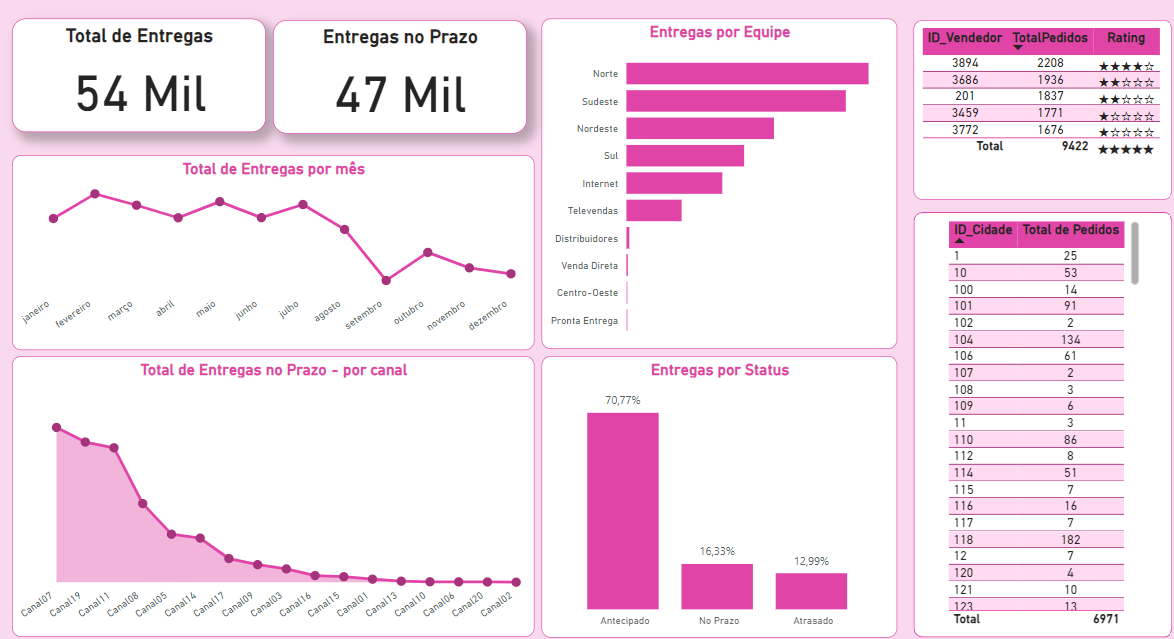 Total de Entregas
54 Mil
Entregas no Prazo
47 Mil
Total de Entregas por mês
janeiro
fevereiro
março
abril
maio
junho
julho
agosto
setembro
outubro
novembro
dezembro
Entregas por Equipe
Norte
Sudeste
Nordeste
Sul
Internet
Televendas
Distribuidores
Venda Direta
Centro-Oeste
Pronta Entrega
Total de Entregas no Prazo - por canal
Canal07
Canal19
Canal11
Canal08
Canal05
Canal14
Canal17
Canal09
Canal03
Canal16
Canal15
Canal01
Canal13
Canal10
Canal06
Canal20
Canal02
Entregas por Status
70,77%
16,33%
12,99%
Antecipado
No Prazo
Atrasado
ID_Vendedor TotalPedidos Rating
3894 2208 ★★★★☆
3686 1936 ★★☆☆☆
201 1837 ★★☆☆☆
3459 1771 ★☆☆☆☆
3772 1676 ★☆☆☆☆
Total 9422 ★★★★★
ID_Cidade Total de Pedidos
1 25
10 53
100 14
101 91
102 2
104 134
106 61
107 2
108 3
109 6
11 3
110 86
112 8
114 51
115 7
116 16
117 7
118 182
12 7
120 4
121 10
123 13
Total 6971